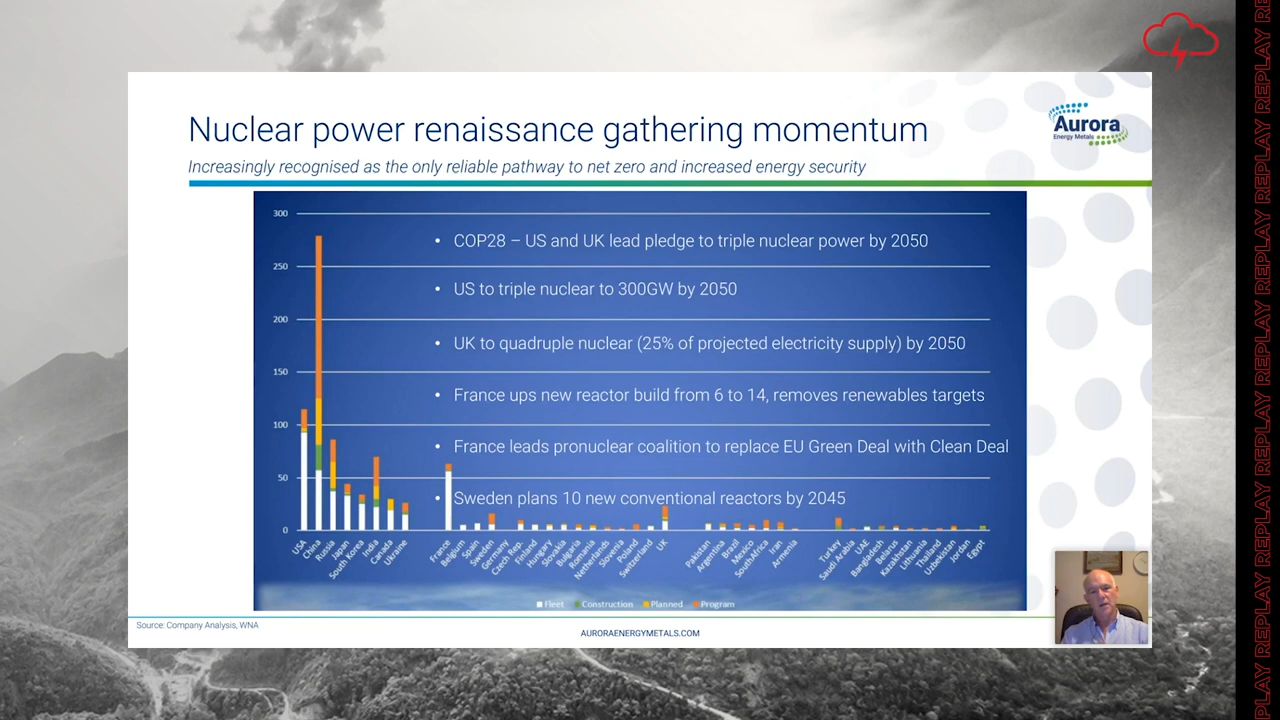 Nuclear power renaissance gathering momentum
Aurora
Energy Metals
Increasingly recognised as the only reliable pathway to net zero and increased energy security
300
250
200
150
100
50
0
• COP28 – US and UK lead pledge to triple nuclear power by 2050
• US to triple nuclear to 300GW by 2050
• UK to quadruple nuclear (25% of projected electricity supply) by 2050
• France ups new reactor build from 6 to 14, removes renewables targets
• France leads pronuclear coalition to replace EU Green Deal with Clean Deal
• Sweden plans 10 new conventional reactors by 2045
USA
China
Russia
Japan
South Korea
India
Canada
Ukraine
France
Belgium
Spain
Sweden
Germany
Czech Rep.
Finland
Hungary
Romania
Netherlands
Slovenia
Poland
Switzerland
UK
Pakistan
Argentina
Brazil
Mexico
SouthAfrica
Iran
Armenia
Turkey
Saudi Arabia
UAE
Bangladesh
Belarus
Kazakhstan
Lithuania
Thailand
Uzbekistan
Jordan
Egypt
Fleet Construction Planned Program
Source: Company Analysis, WNA
AURORAENERGYMETALS.COM
REPLAY REPLAY REPLAY REPLAY REPLAY REPLAY REPLAY REPLAY